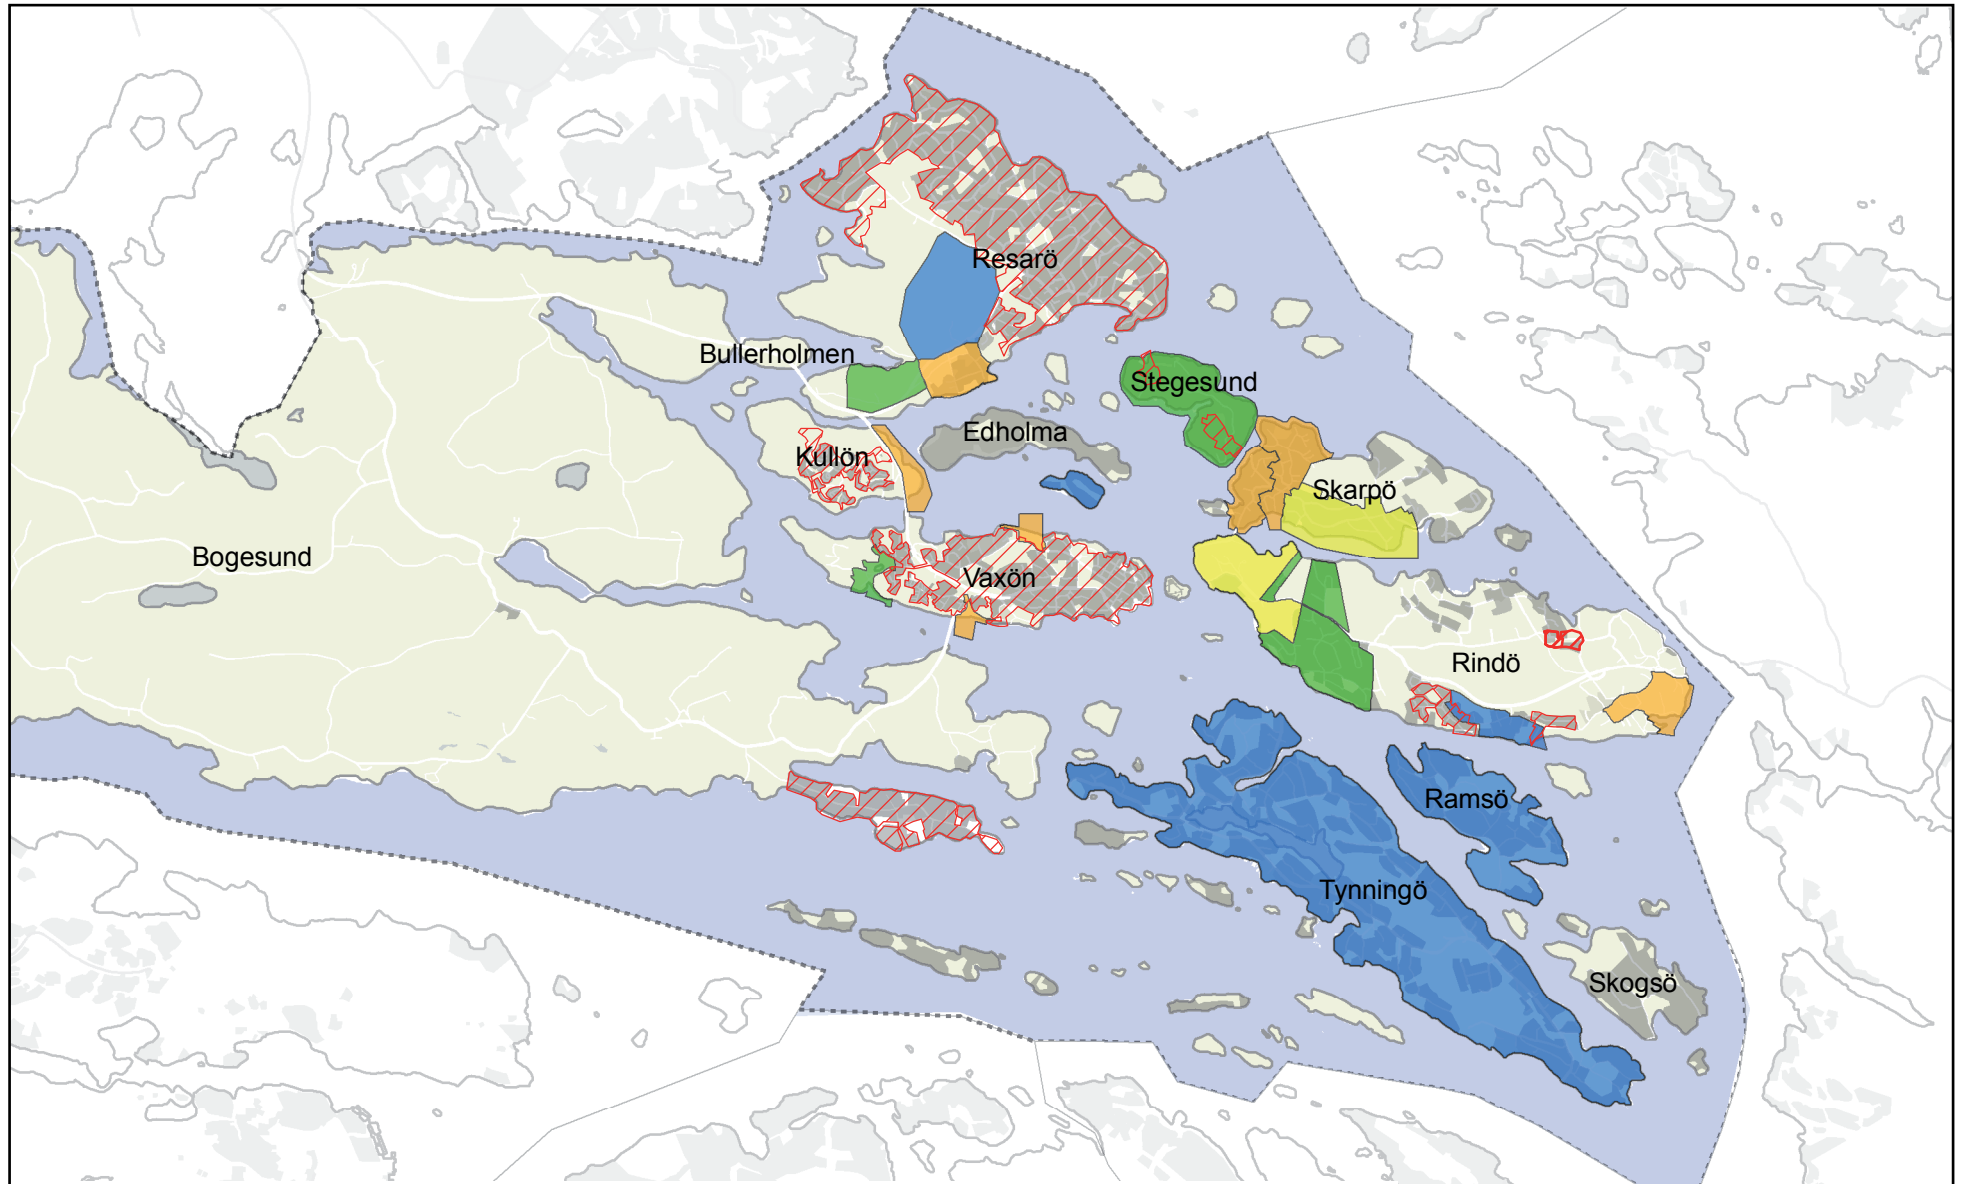 Resarö
Bullerholmen
Stegesund
Edholma
Kullön
Skarpö
Bogesund
Vaxön
Rindö
Ramsö
Tynningö
Skogsö